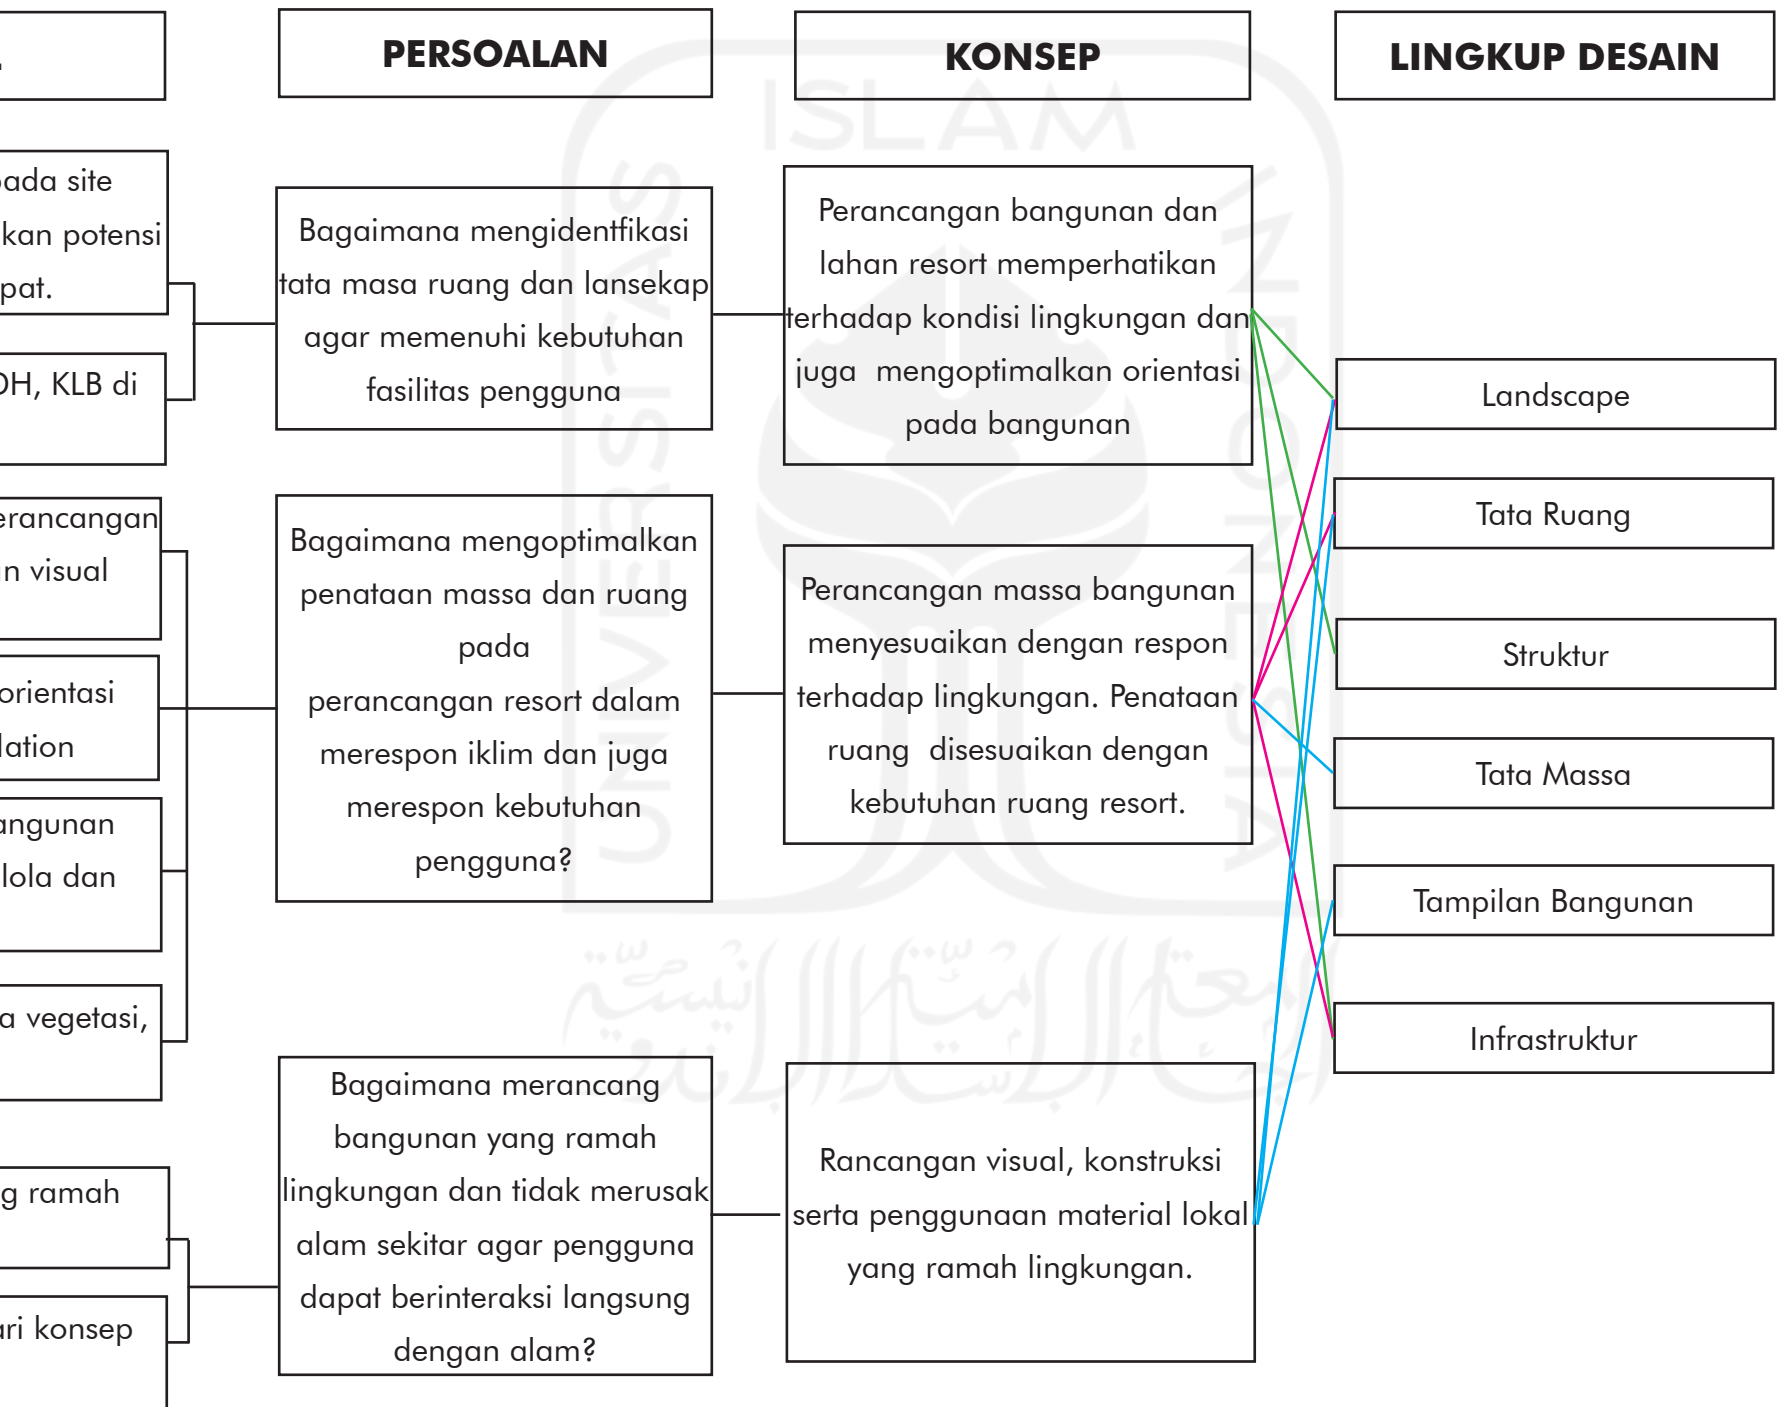 PERSOALAN
KONSEP
LINGKUP DESAIN
pada site
kan potensi
pat.
DH, KLB di
erancangan
n visual
orientasi
lation
angunan
lola dan
a vegetasi,
g ramah
ari konsep
Bagaimana mengidentfikasi
tata masa ruang dan lansekap
agar memenuhi kebutuhan
fasilitas pengguna
Bagaimana mengoptimalkan
penataan massa dan ruang
pada
perancangan resort dalam
merespon iklim dan juga
merespon kebutuhan
pengguna?
Bagaimana merancang
bangunan yang ramah
lingkungan dan tidak merusak
alam sekitar agar pengguna
dapat berinteraksi langsung
dengan alam?
Perancangan bangunan dan
lahan resort memperhatikan
terhadap kondisi lingkungan dan
juga  mengoptimalkan orientasi
pada bangunan
Perancangan massa bangunan
menyesuaikan dengan respon
terhadap lingkungan. Penataan
ruang  disesuaikan dengan
kebutuhan ruang resort.
Rancangan visual, konstruksi
serta penggunaan material lokal
yang ramah lingkungan.
Landscape
Tata Ruang
Struktur
Tata Massa
Tampilan Bangunan
Infrastruktur
UNIVERSITAS
ISLAM
INDONESIA